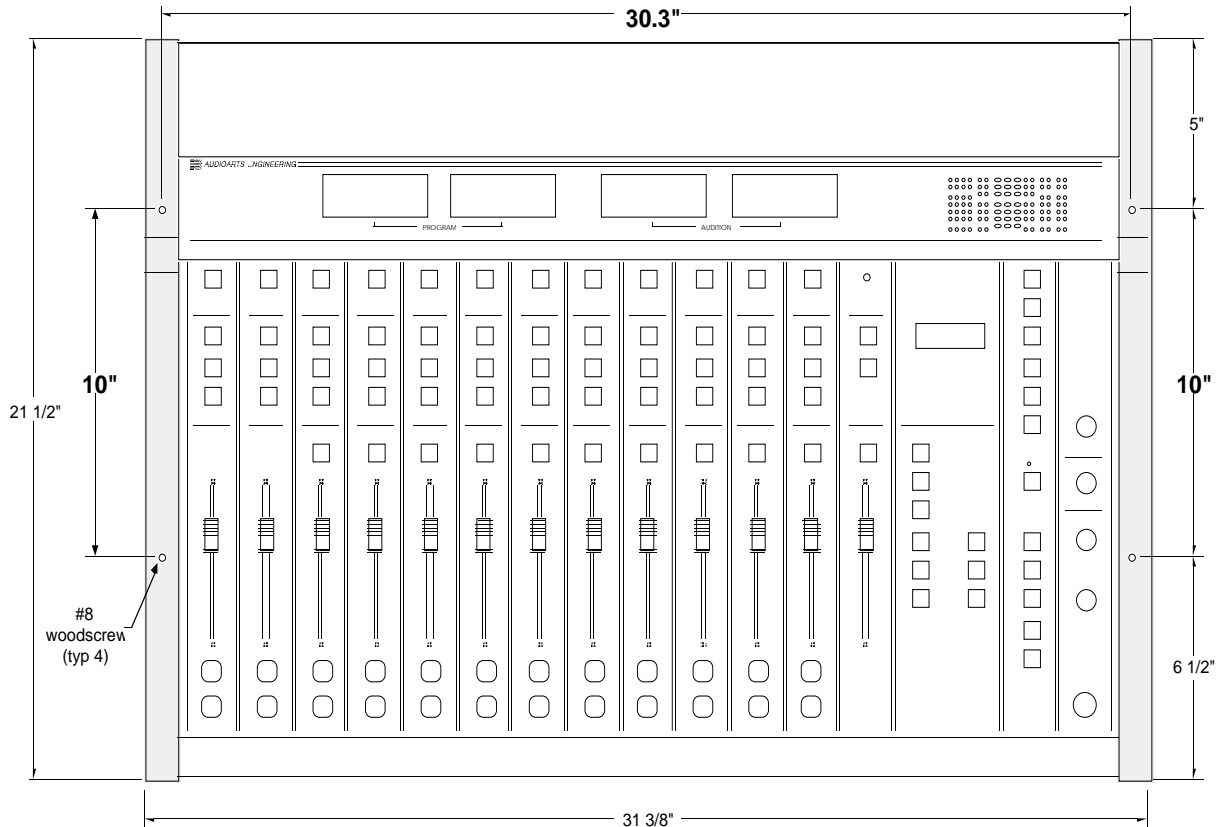 30.3"
5"
AUDIOARTS ENGINEERING
PROGRAM
AUDITION
10"
10"
21 1/2"
#8
woodscrew
(typ 4)
6 1/2"
31 3/8"